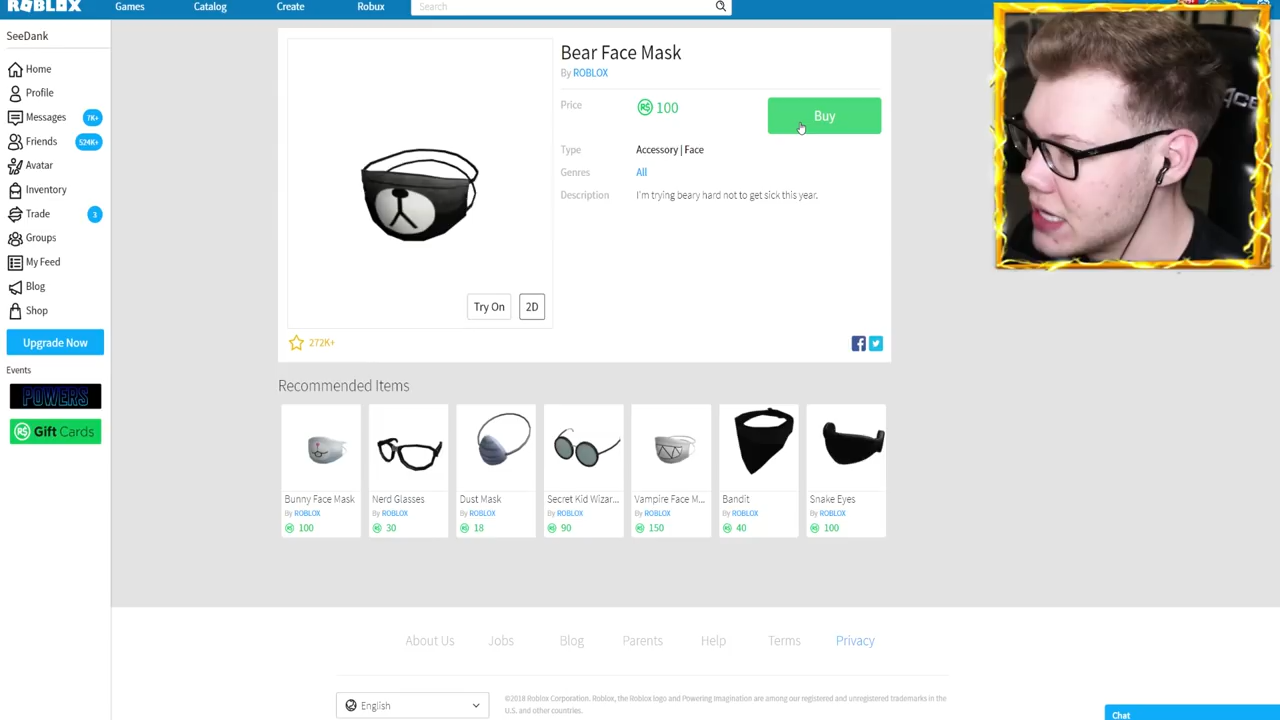 ROBLOX
Games
Catalog
Create
Robux
Search
SeeDank
Home
Profile
Messages
7K+
Friends
524K+
Avatar
Inventory
Trade
3
Groups
My Feed
Blog
Shop
Upgrade Now
Events
POWERS
Gift Cards
Bear Face Mask
By ROBLOX
Price
R$ 100
Buy
Type
Accessory | Face
Genres
All
Description
I'm trying beary hard not to get sick this year.
Try On
2D
272K+
Recommended Items
Bunny Face Mask
By ROBLOX
R$ 100
Nerd Glasses
By ROBLOX
R$ 30
Dust Mask
By ROBLOX
R$ 18
Secret Kid Wizar...
By ROBLOX
R$ 90
Vampire Face M...
By ROBLOX
R$ 150
Bandit
By ROBLOX
R$ 40
Snake Eyes
By ROBLOX
R$ 100
About Us
Jobs
Blog
Parents
Help
Terms
Privacy
English
©2018 Roblox Corporation. Roblox, the Roblox logo and Powering Imagination are among our registered and unregistered trademarks in the
U.S. and other countries.
Chat